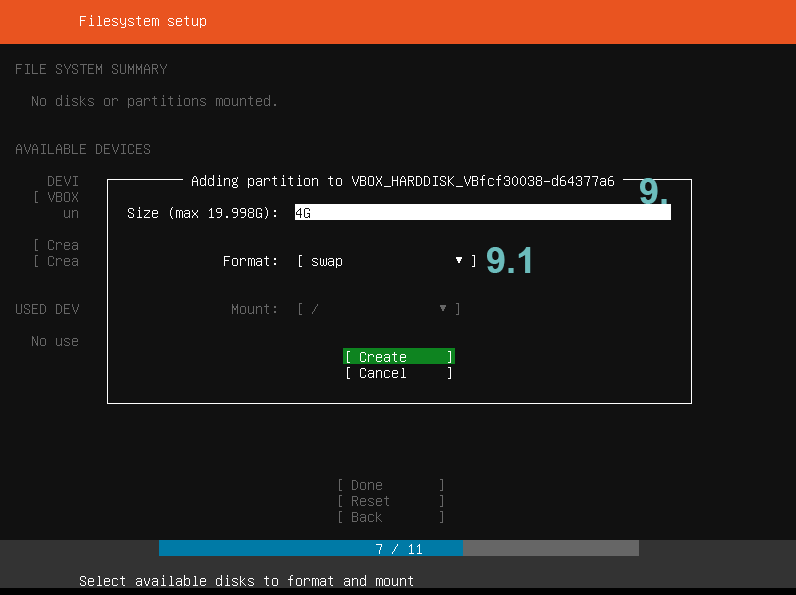 Filesystem setup
FILE SYSTEM SUMMARY
No disks or partitions mounted.
AVAILABLE DEVICES
DEVI
[ VBOX
un
[ Crea
[ Crea
USED DEV
No use
Adding partition to VBOX_HARDDISK_VBfcf30038-d64377a6
9.
Size (max 19.998G): 4G
Format: [ swap ▼ ] 9.1
Mount: [ / ▼ ]
[ Create ]
[ Cancel ]
[ Done ]
[ Reset ]
[ Back ]
7 / 11
Select available disks to format and mount